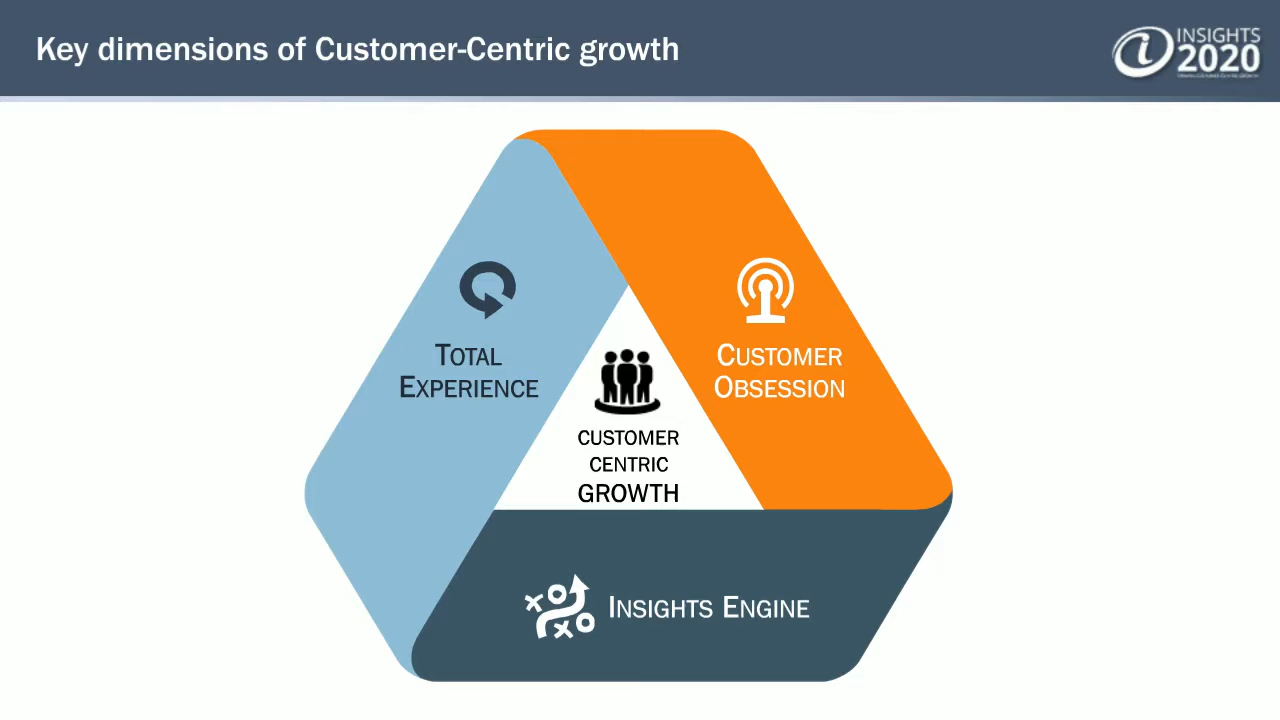 Key dimensions of Customer-Centric growth
INSIGHTS
2020
TOTAL
EXPERIENCE
CUSTOMER
OBSESSION
CUSTOMER
CENTRIC
GROWTH
INSIGHTS ENGINE